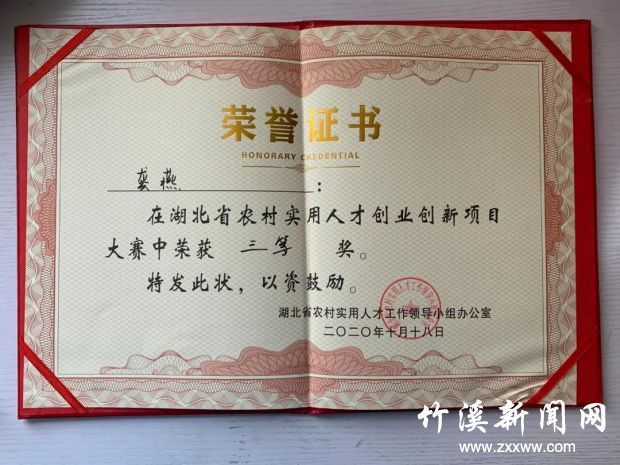 荣誉证书
HONORARY CREDENTIAL
龚燕：
在湖北省农村实用人才创业创新项目
大赛中荣获 三等 奖。
特发此状，以资鼓励。
湖北省农村实用人才工作领导小组办公室
二〇二〇年十月十八日
竹溪新闻网
www.zxxww.com